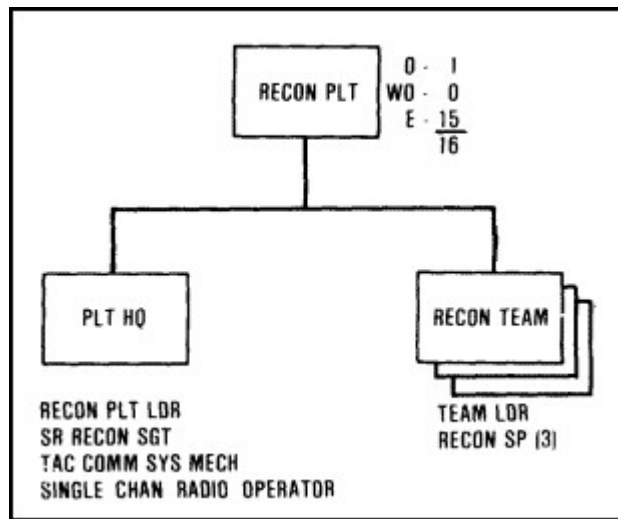 RECON PLT
O - 1
WO - 0
E - 15
16
PLT HQ
RECON TEAM
RECON PLT LDR
SR RECON SGT
TAC COMM SYS MECH
SINGLE CHAN RADIO OPERATOR
TEAM LDR
RECON SP (3)